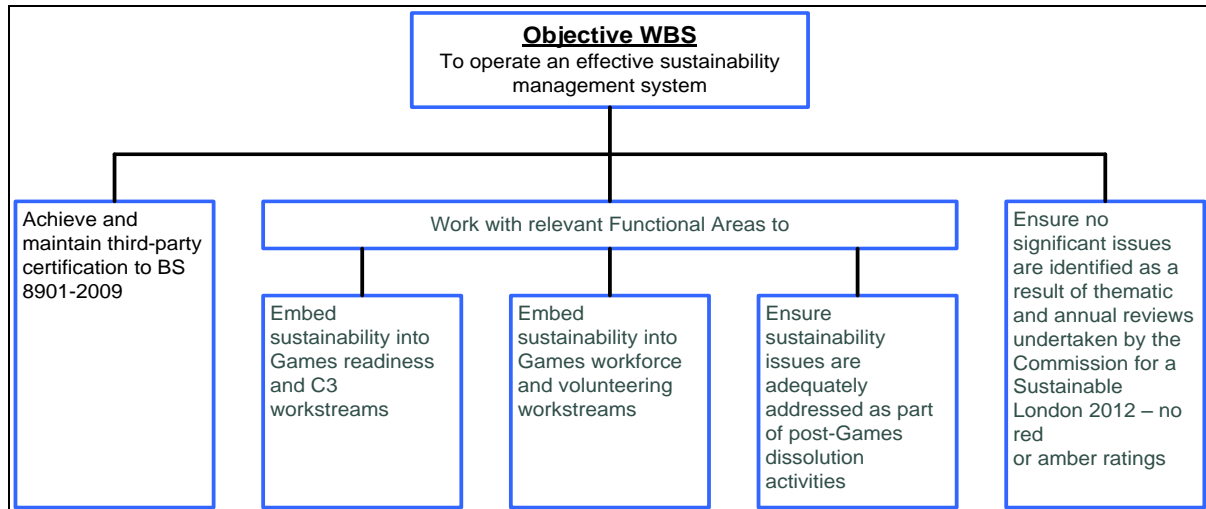 Objective WBS
To operate an effective sustainability
management system
Achieve and
maintain third-party
certification to BS
8901-2009
Work with relevant Functional Areas to
Embed
sustainability into
Games readiness
and C3
workstreams
Embed
sustainability into
Games workforce
and volunteering
workstreams
Ensure
sustainability
issues are
adequately
addressed as part
of post-Games
dissolution
activities
Ensure no
significant issues
are identified as a
result of thematic
and annual reviews
undertaken by the
Commission for a
Sustainable
London 2012 – no
red
or amber ratings